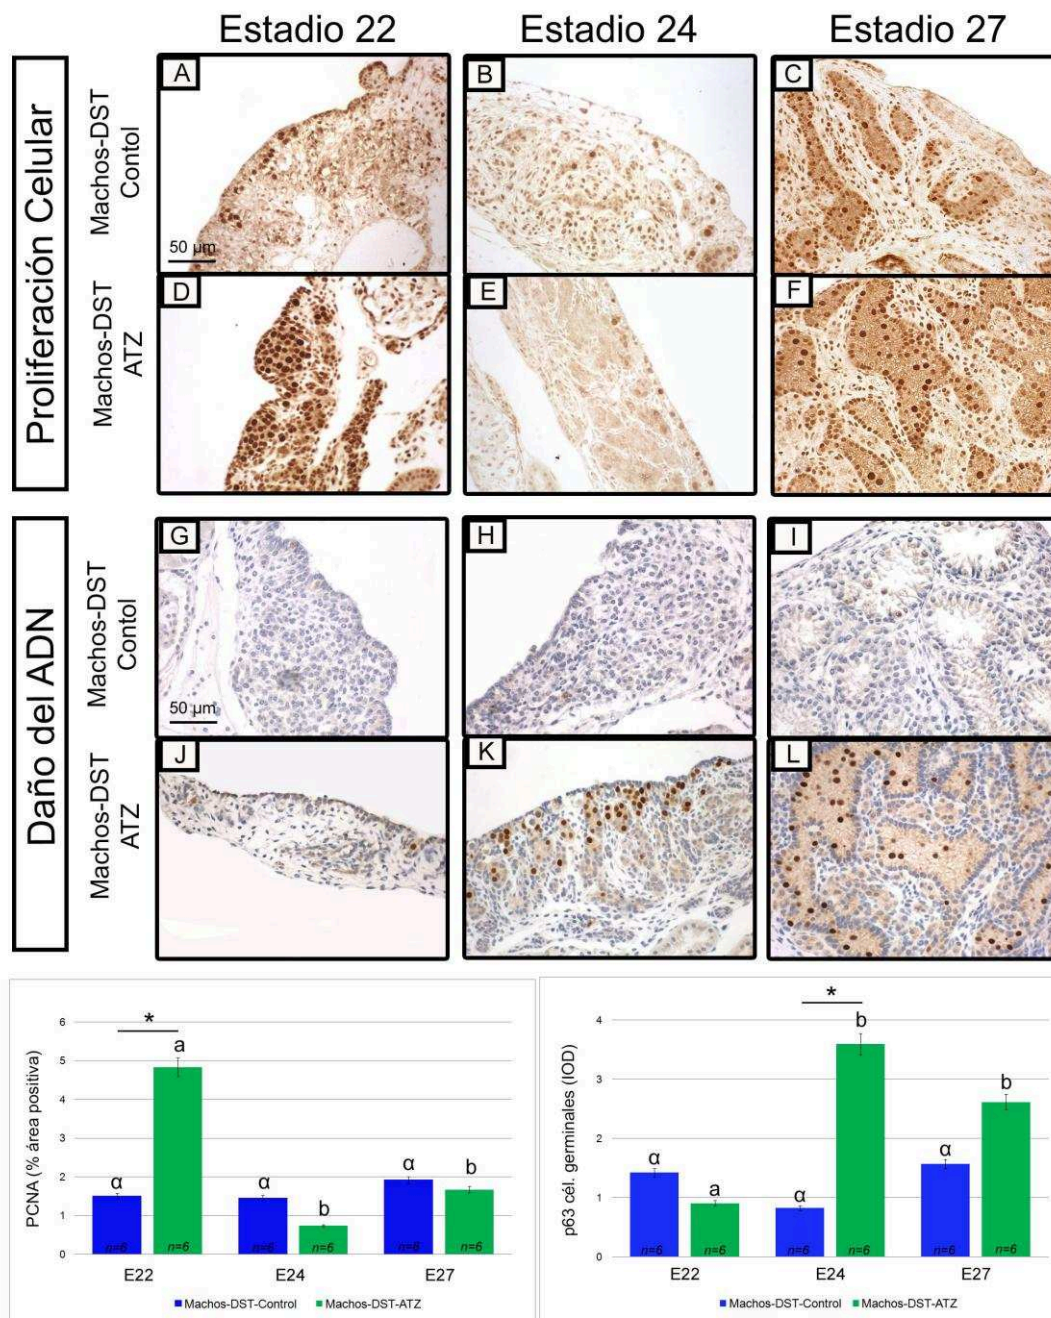 Estadio 22
Estadio 24
Estadio 27
Proliferación Celular
Machos-DST
Contol
A
50 µm
B
C
Machos-DST
ATZ
D
E
F
Daño del ADN
Machos-DST
Contol
G
50 µm
H
I
Machos-DST
ATZ
J
K
L
PCNA (% área positiva)
6
5
4
3
2
1
0
*
α
a
α
b
α
b
n=6
n=6
n=6
n=6
n=6
n=6
E22
E24
E27
Machos-DST-Control
Machos-DST-ATZ
p63 cél. germinales (IOD)
4
3
2
1
0
*
α
a
α
b
α
b
n=6
n=6
n=6
n=6
n=6
n=6
E22
E24
E27
Machos-DST-Control
Machos-DST-ATZ